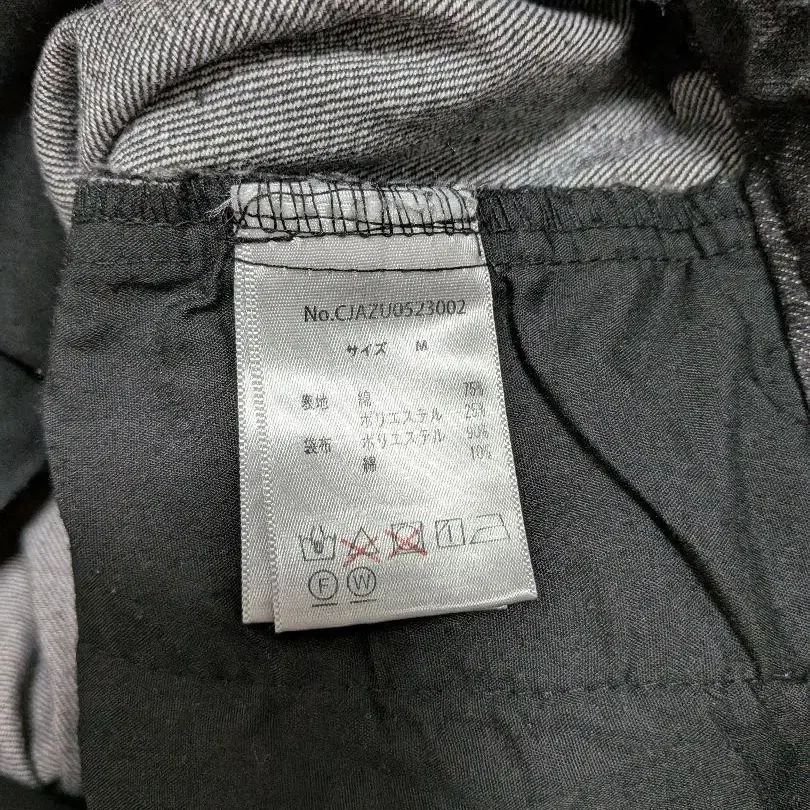 No.CJAZU0523002
サイズ M
表地 綿 75%
ポリエステル 25%
袋布 ポリエステル 90%
綿 10%
F W